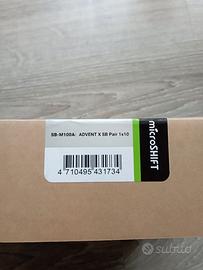 SB-M100A: ADVENT X SB Pair 1x10
4 710495 431734
microSHIFT
subito